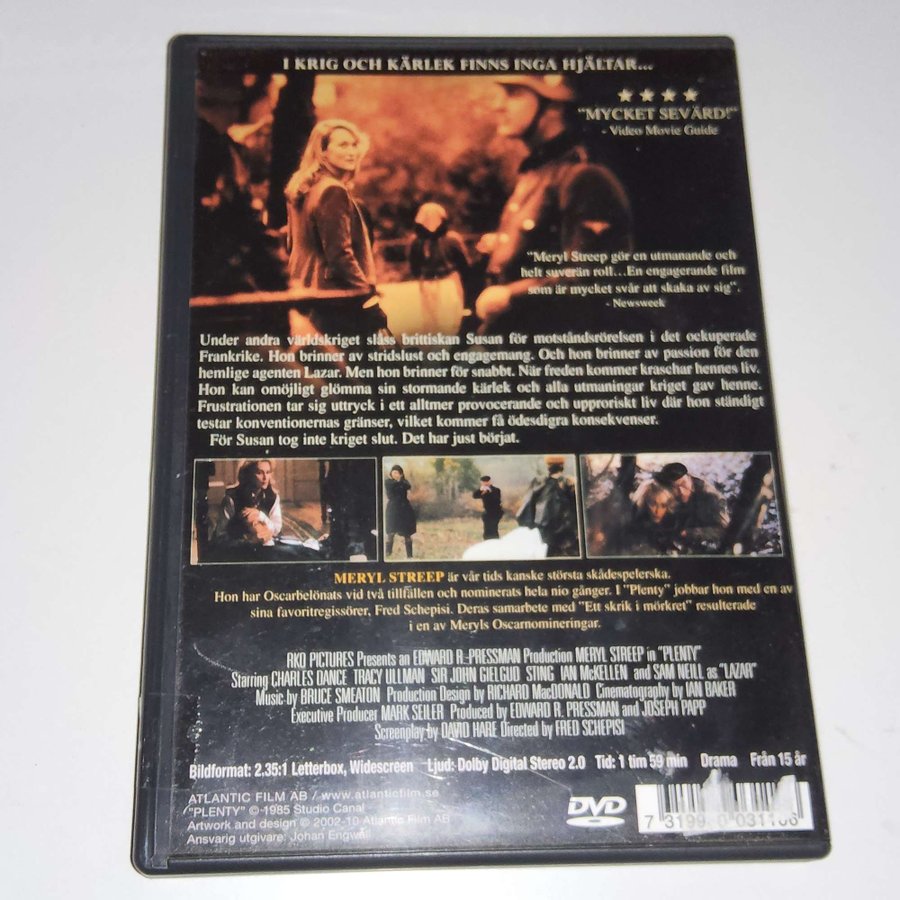 I KRIG OCH KÄRLEK FINNS INGA HJÄLTAR...
"MYCKET SEVÄRD!"
- Video Movie Guide
"Meryl Streep gör en utmanande och
helt suverän roll...En engagerande film
som är mycket svår att skaka av sig".
- Newsweek
Under andra världskriget slåss brittiskan Susan för motståndsrörelsen i det ockuperade
Frankrike. Hon brinner av stridslust och engagemang. Och hon brinner av passion för den
hemlige agenten Lazar. Men hon brinner för snabbt. När freden kommer kraschar hennes liv.
Hon kan omöjligt glömma sin stormande kärlek och alla utmaningar kriget gav henne.
Frustrationen tar sig uttryck i ett alltmer provocerande och upproriskt liv där hon ständigt
testar konventionernas gränser, vilket kommer få ödesdigra konsekvenser.
För Susan tog inte kriget slut. Det har just börjat.
MERYL STREEP är vår tids kanske största skådespelerska.
Hon har Oscarbelönats vid två tillfällen och nominerats hela nio gånger. I "Plenty" jobbar hon med en av
sina favoritregissörer, Fred Schepisi. Deras samarbete med "Ett skrik i mörkret" resulterade
i en av Meryls Oscarnomineringar.
RKO PICTURES Presents an EDWARD R. PRESSMAN Production MERYL STREEP in "PLENTY"
Starring CHARLES DANCE TRACY ULLMAN SIR JOHN GIELGUD STING IAN McKELLEN and SAM NEILL as "LAZAR"
Music by BRUCE SMEATON Production Design by RICHARD MacDONALD Cinematography by IAN BAKER
Executive Producer MARK SEILER Produced by EDWARD R. PRESSMAN and JOSEPH PAPP
Screenplay by DAVID HARE Directed by FRED SCHEPISI
Bildformat: 2,35:1 Letterbox, Widescreen Ljud: Dolby Digital Stereo 2.0 Tid: 1 tim 59 min Drama Från 15 år
ATLANTIC FILM AB / www.atlanticfilm.se
"PLENTY" © 1985 Studio Canal
Artwork and design © 2002-10 Atlantic Film AB
Ansvarig utgivare: Johan Engwall
DVD
7 3199